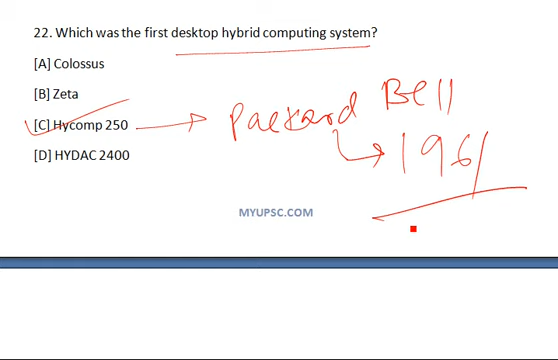 22. Which was the first desktop hybrid computing system?
[A] Colossus
[B] Zeta
[C] Hycomp 250 → Packard Bell
→ 1961
[D] HYDAC 2400
MYUPSC.COM